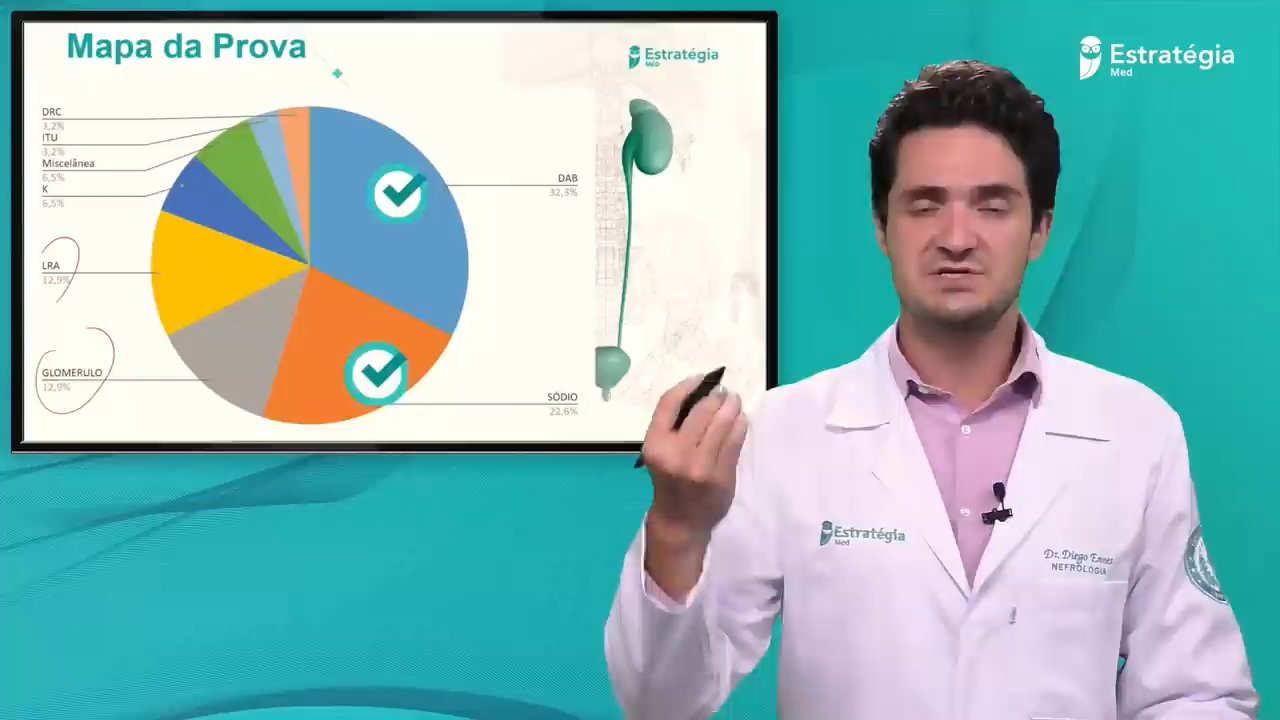 Mapa da Prova
Estratégia
MED
DRC
3,2%
ITU
3,2%
Miscelânea
6,5%
K
6,5%
LRA
12,9%
GLOMERULO
12,9%
DAB
32,3%
SÓDIO
22,6%
Estratégia
Med
Estratégia
Med
Dr. Diego Ennes
NEFROLOGIA